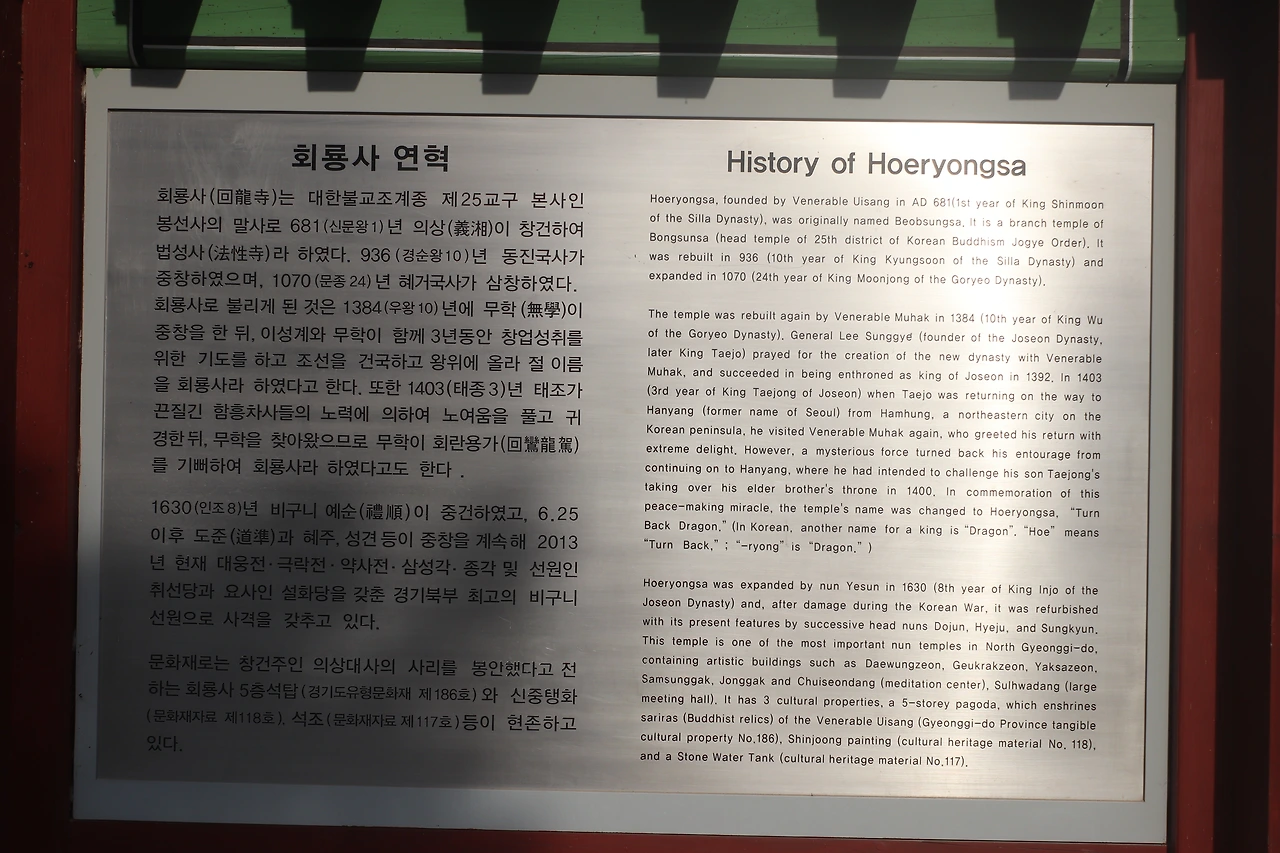 회룡사 연혁
회룡사(回龍寺)는 대한불교조계종 제25교구 본사인
봉선사의 말사로 681(신문왕1)년 의상(義湘)이 창건하여
법성사(法性寺)라 하였다. 936(경순왕10)년 동진국사가
중창하였으며, 1070(문종24)년 혜거국사가 삼창하였다.
회룡사로 불리게 된 것은 1384(우왕10)년에 무학(無學)이
중창을 한 뒤, 이성계와 무학이 함께 3년동안 창업성취를
위한 기도를 하고 조선을 건국하고 왕위에 올라 절 이름
을 회룡사라 하였다고 한다. 또한 1403(태종3)년 태조가
끈질긴 함흥차사들의 노력에 의하여 노여움을 풀고 귀
경한뒤, 무학을 찾아왔으므로 무학이 회란용가(回鸞龍駕)
를 기뻐하여 회룡사라 하였다고도 한다.
1630(인조8)년 비구니 예순(禮順)이 중건하였고, 6.25
이후 도준(道準)과 혜주, 성견등이 중창을 계속해 2013
년 현재 대웅전·극락전·약사전·삼성각·종각 및 선원인
취선당과 요사인 설화당을 갖춘 경기북부 최고의 비구니
선원으로 사격을 갖추고 있다.
문화재로는 창건주인 의상대사의 사리를 봉안했다고 전
하는 회룡사 5층석탑(경기도유형문화재 제186호)와 신중탱화
(문화재자료 제118호), 석조(문화재자료 제117호)등이 현존하고
있다.
History of Hoeryongsa
Hoeryongsa, founded by Venerable Uisang in AD 681(1st year of King Shinmoon
of the Silla Dynasty), was originally named Beobsungsa. It is a branch temple of
Bongsunsa (head temple of 25th district of Korean Buddhism Jogye Order). It
was rebuilt in 936 (10th year of King Kyungsoon of the Silla Dynasty) and
expanded in 1070 (24th year of King Moonjong of the Goryeo Dynasty).
The temple was rebuilt again by Venerable Muhak in 1384 (10th year of King Wu
of the Goryeo Dynasty). General Lee Sunggye (founder of the Joseon Dynasty,
later King Taejo) prayed for the creation of the new dynasty with Venerable
Muhak, and succeeded in being enthroned as king of Joseon in 1392. In 1403
(3rd year of King Taejong of Joseon) when Taejo was returning on the way to
Hanyang (former name of Seoul) from Hamhung, a northeastern city on the
Korean peninsula, he visited Venerable Muhak again, who greeted his return with
extreme delight. However, a mysterious force turned back his entourage from
continuing on to Hanyang, where he had intended to challenge his son Taejong's
taking over his elder brother's throne in 1400. In commemoration of this
peace-making miracle, the temple's name was changed to Hoeryongsa, "Turn
Back Dragon." (In Korean, another name for a king is "Dragon". "Hoe" means
"Turn Back," ; "-ryong" is "Dragon." )
Hoeryongsa was expanded by nun Yesun in 1630 (8th year of King Injo of the
Joseon Dynasty) and, after damage during the Korean War, it was refurbished
with its present features by successive head nuns Dojun, Hyeju, and Sungkyun.
This temple is one of the most important nun temples in North Gyeonggi-do,
containing artistic buildings such as Daewungzeon, Geukrakzeon, Yaksazeon,
Samsunggak, Jonggak and Chuiseondang (meditation center), Sulhwadang (large
meeting hall). It has 3 cultural properties, a 5-storey pagoda, which enshrines
sariras (Buddhist relics) of the Venerable Uisang (Gyeonggi-do Province tangible
cultural property No.186), Shinjoong painting (cultural heritage material No. 118),
and a Stone Water Tank (cultural heritage material No.117).